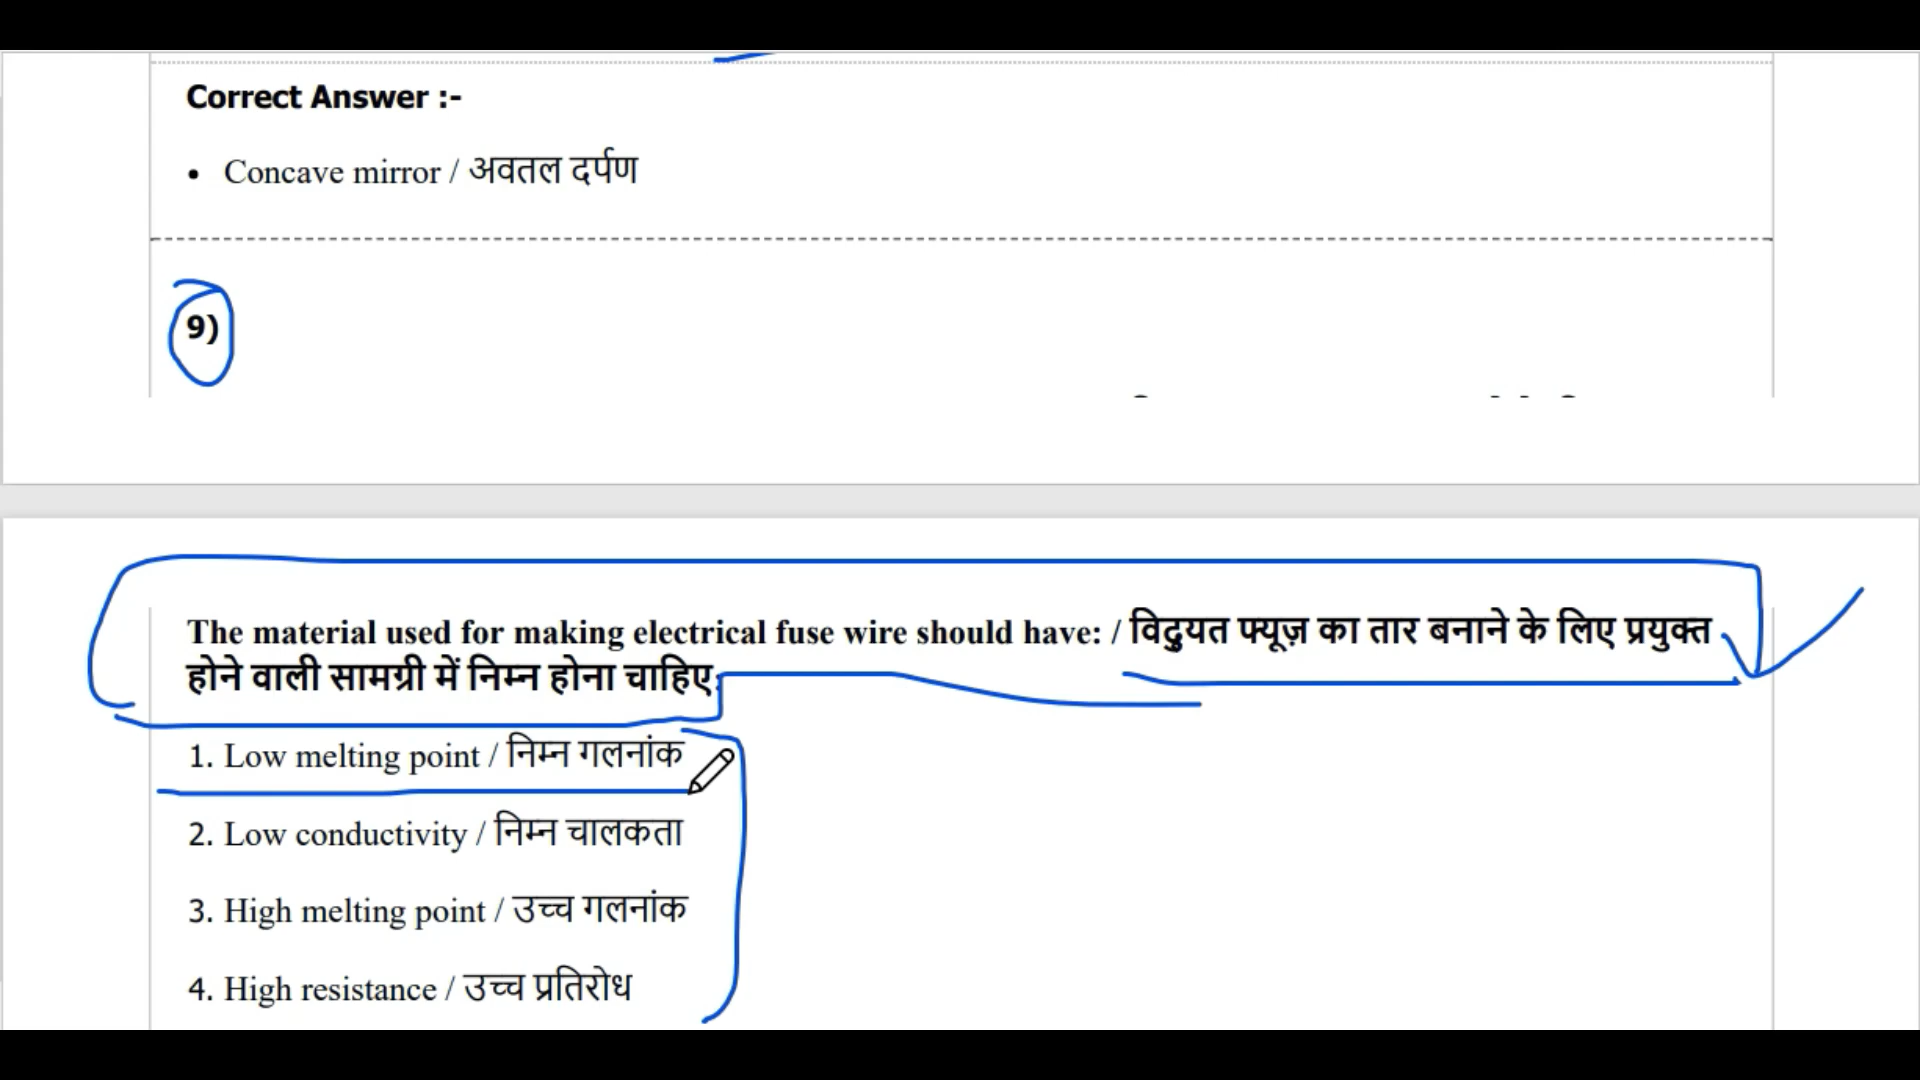 Correct Answer :-
• Concave mirror / अवतल दर्पण
9)
The material used for making electrical fuse wire should have: / विद्युयत फ्यूज़ का तार बनाने के लिए प्रयुक्त
होने वाली सामग्री में निम्न होना चाहिए:
1. Low melting point / निम्न गलनांक
2. Low conductivity / निम्न चालकता
3. High melting point / उच्च गलनांक
4. High resistance / उच्च प्रतिरोध